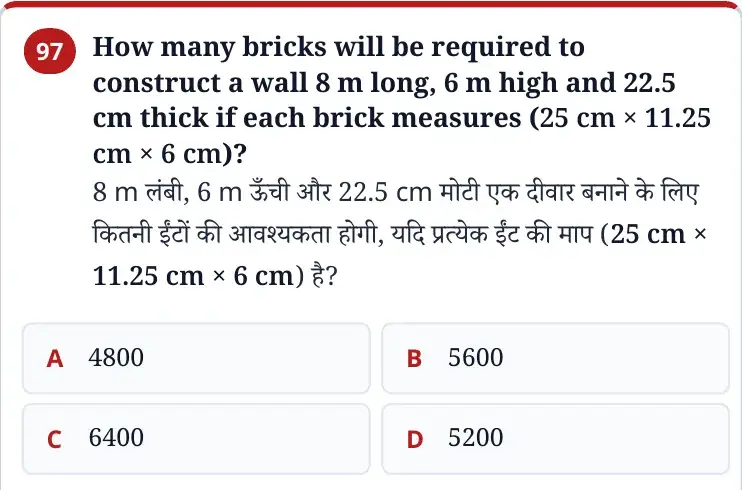 97 How many bricks will be required to
construct a wall 8 m long, 6 m high and 22.5
cm thick if each brick measures (25 cm × 11.25
cm × 6 cm)?
8 m लंबी, 6 m ऊँची और 22.5 cm मोटी एक दीवार बनाने के लिए
कितनी ईंटों की आवश्यकता होगी, यदि प्रत्येक ईंट की माप (25 cm ×
11.25 cm × 6 cm) है?
A 4800
B 5600
C 6400
D 5200